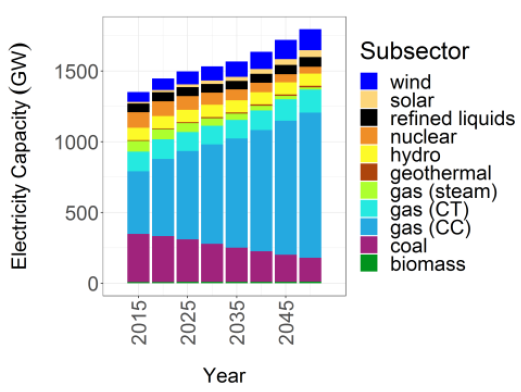 Electricity Capacity (GW)
1500
1000
500
0
2015
2025
2035
2045
Year
Subsector
wind
solar
refined liquids
nuclear
hydro
geothermal
gas (steam)
gas (CT)
gas (CC)
coal
biomass